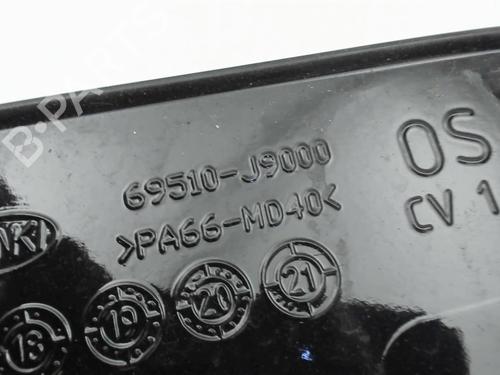 B-PARTS
69510-J9000
OS
>PA66-MD40<
CV 1
18 19 20 21